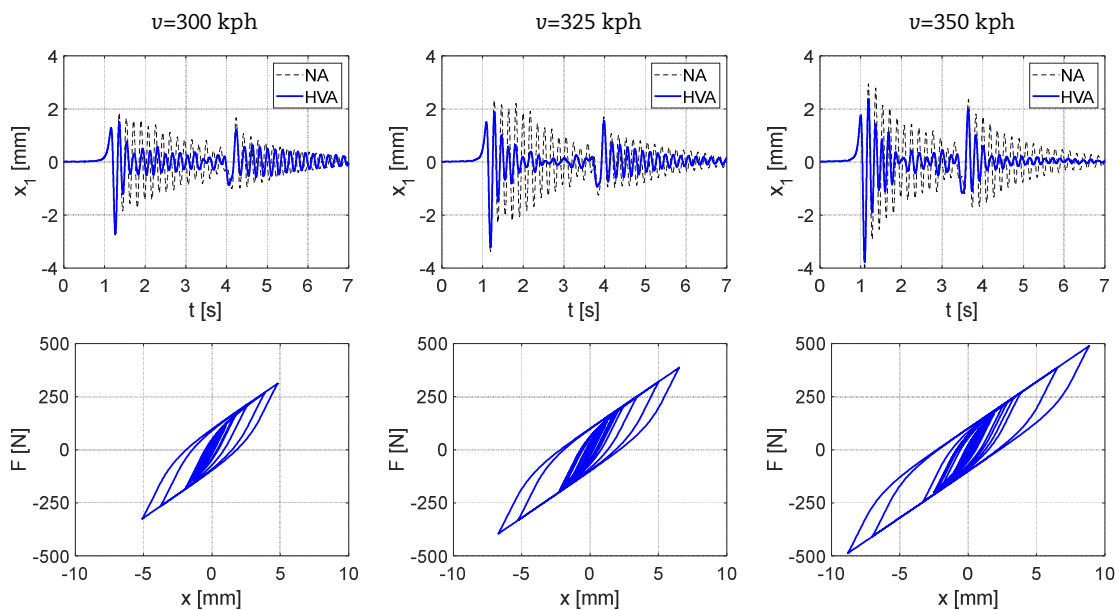 v=300 kph
v=325 kph
v=350 kph
4
2
0
-2
-4
x1 [mm]
NA
HVA
0 1 2 3 4 5 6 7
t [s]
4
2
0
-2
-4
x1 [mm]
NA
HVA
0 1 2 3 4 5 6 7
t [s]
4
2
0
-2
-4
x1 [mm]
NA
HVA
0 1 2 3 4 5 6 7
t [s]
500
250
0
-250
-500
F [N]
-10 -5 0 5 10
x [mm]
500
250
0
-250
-500
F [N]
-10 -5 0 5 10
x [mm]
500
250
0
-250
-500
F [N]
-10 -5 0 5 10
x [mm]